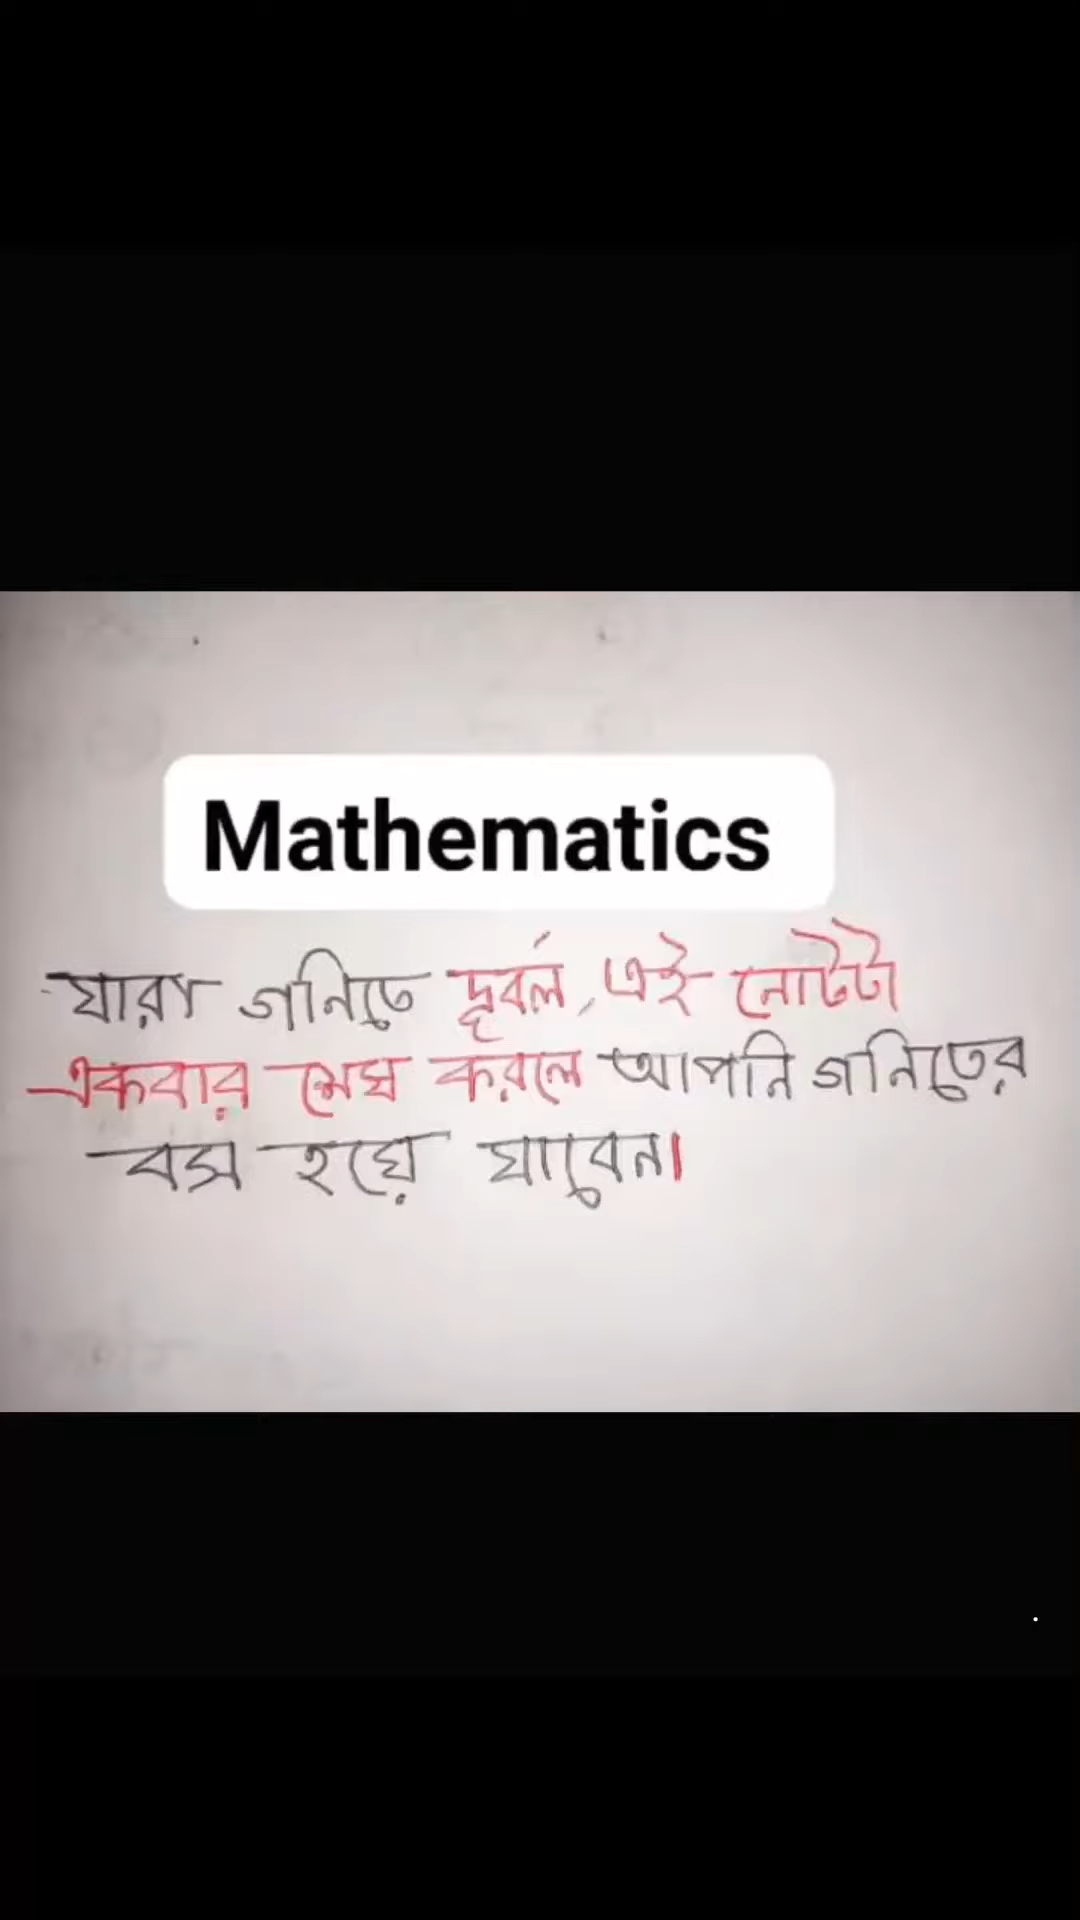 Mathematics
যারা গনিতে দূর্বল, এই নোটটা
একবার শেষ করলে আপনি গনিতের
বস হয়ে যাবেন।